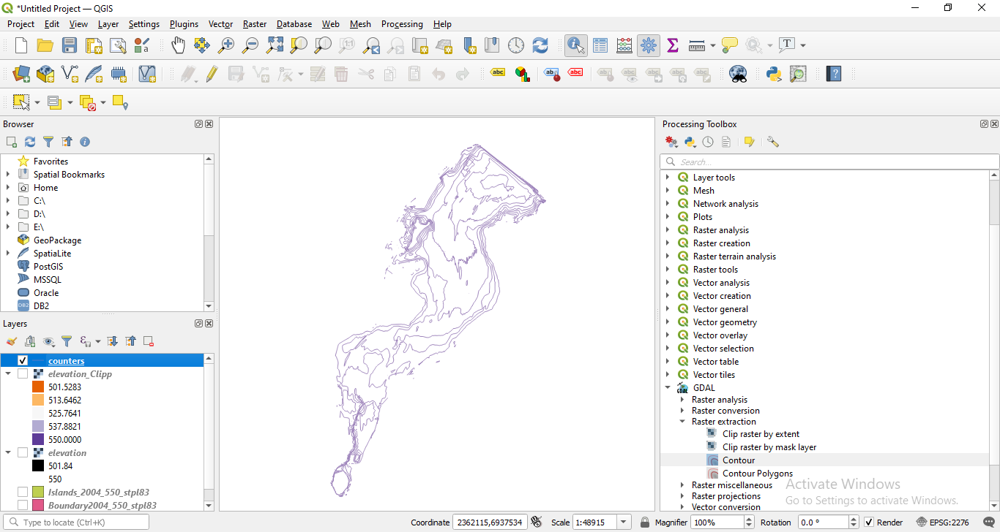 *Untitled Project — QGIS
Project Edit View Layer Settings Plugins Vector Raster Database Web Mesh Processing Help
Browser
Favorites
Spatial Bookmarks
Home
C:\
D:\
E:\
GeoPackage
SpatiaLite
PostGIS
MSSQL
Oracle
DB2
Layers
counters
elevation_Clipp
501.5283
513.6462
525.7641
537.8821
550.0000
elevation
501.84
550
Islands_2004_550_stpl83
Boundary2004_550_stpl83
Processing Toolbox
Search...
Layer tools
Mesh
Network analysis
Plots
Raster analysis
Raster creation
Raster terrain analysis
Raster tools
Vector analysis
Vector creation
Vector general
Vector geometry
Vector overlay
Vector selection
Vector table
Vector tiles
GDAL
Raster analysis
Raster conversion
Raster extraction
Clip raster by extent
Clip raster by mask layer
Contour
Contour Polygons
Raster miscellaneous
Raster projections
Vector conversion
Activate Windows
Go to Settings to activate Windows.
Type to locate (Ctrl+K) Coordinate 2362115,6937534 Scale 1:48915 Magnifier 100% Rotation 0.0 ° Render EPSG:2276